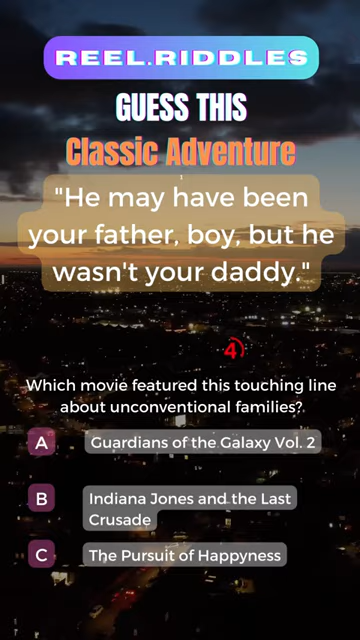 REEL.RIDDLES
GUESS THIS
Classic Adventure
"He may have been
your father, boy, but he
wasn't your daddy."
4
Which movie featured this touching line
about unconventional families?
A Guardians of the Galaxy Vol. 2
B Indiana Jones and the Last
Crusade
C The Pursuit of Happyness